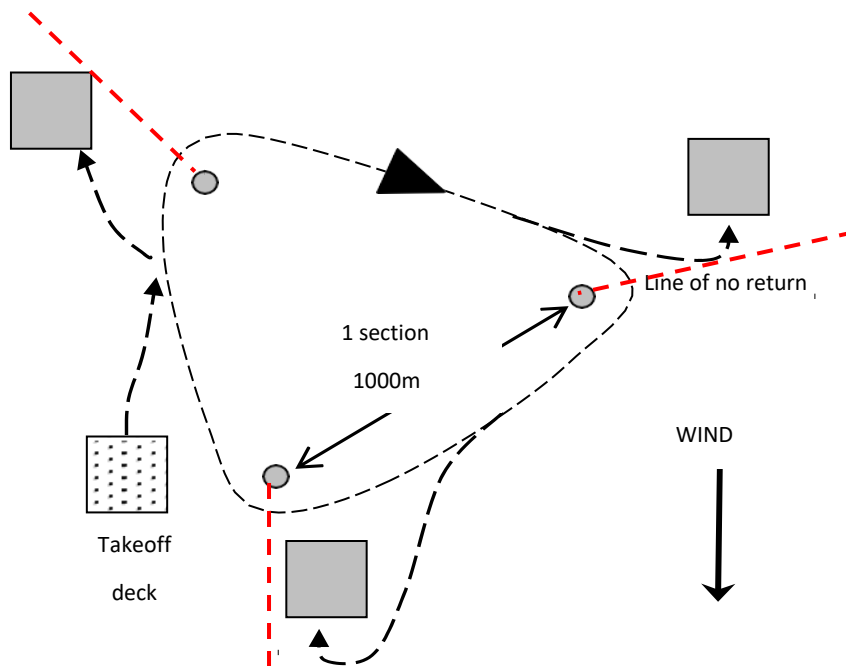 Line of no return
1 section
1000m
WIND
Takeoff
deck